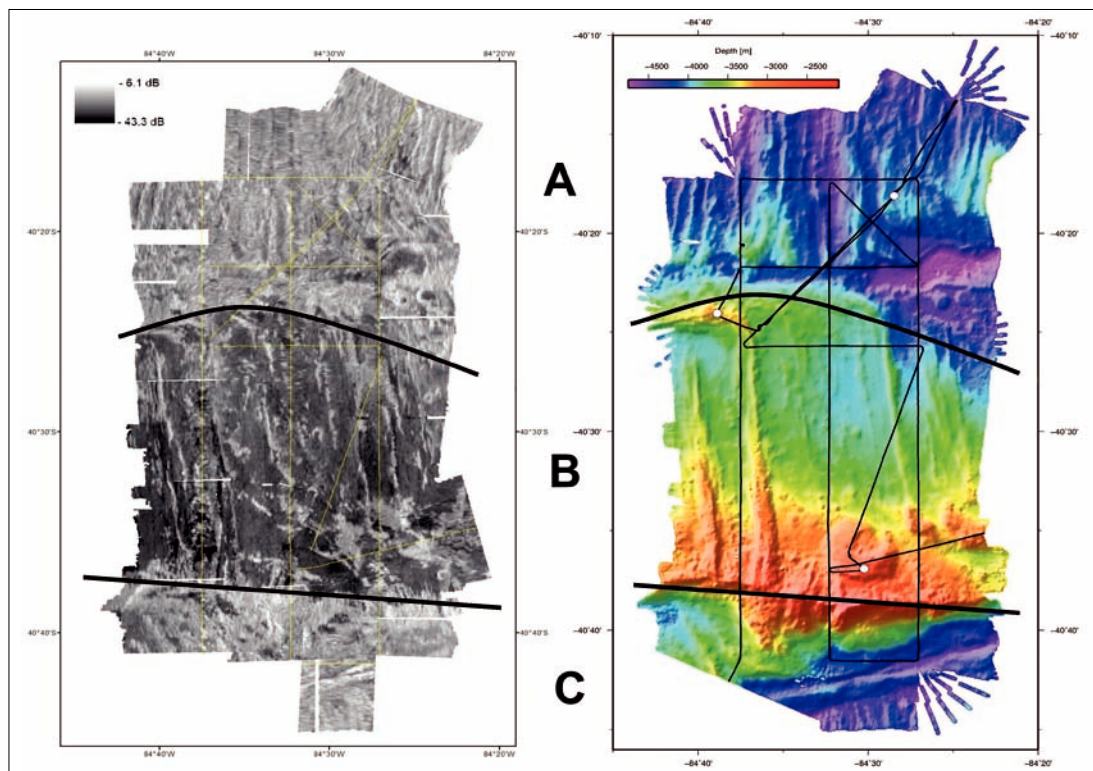 84°40'W 84°30'W 84°20'W
- 6.1 dB
- 43.3 dB
40°20'S 40°20'S
40°30'S 40°30'S
40°40'S 40°40'S
84°40'W 84°30'W 84°20'W
A
B
C
−84°40' −84°30' −84°20'
−40°10' −40°10'
Depth [m]
−4500 −4000 −3500 −3000 −2500
−40°20' −40°20'
−40°30' −40°30'
−40°40' −40°40'
−84°40' −84°30' −84°20'